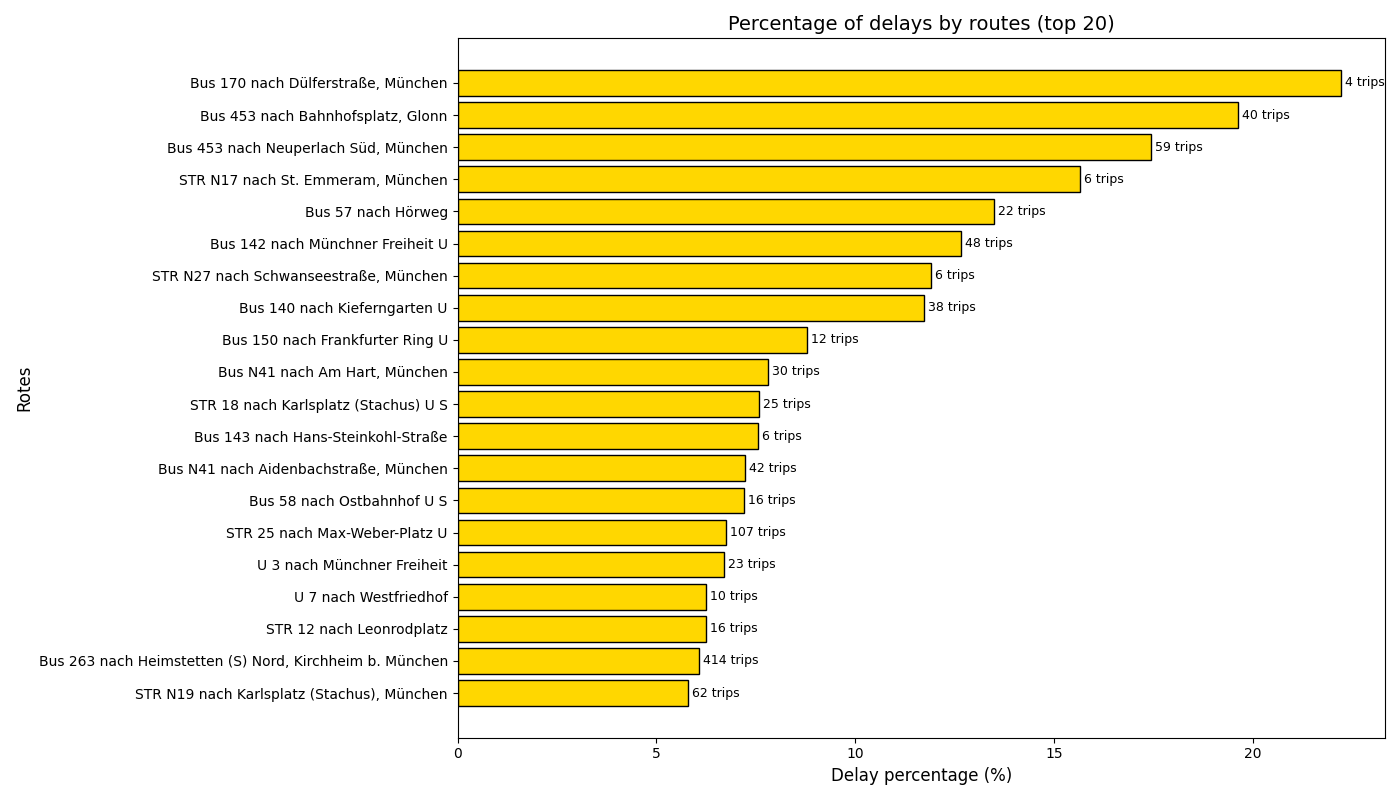 Percentage of delays by routes (top 20)
Rotes
Bus 170 nach Dülferstraße, München 4 trips
Bus 453 nach Bahnhofsplatz, Glonn 40 trips
Bus 453 nach Neuperlach Süd, München 59 trips
STR N17 nach St. Emmeram, München 6 trips
Bus 57 nach Hörweg 22 trips
Bus 142 nach Münchner Freiheit U 48 trips
STR N27 nach Schwanseestraße, München 6 trips
Bus 140 nach Kieferngarten U 38 trips
Bus 150 nach Frankfurter Ring U 12 trips
Bus N41 nach Am Hart, München 30 trips
STR 18 nach Karlsplatz (Stachus) U S 25 trips
Bus 143 nach Hans-Steinkohl-Straße 6 trips
Bus N41 nach Aidenbachstraße, München 42 trips
Bus 58 nach Ostbahnhof U S 16 trips
STR 25 nach Max-Weber-Platz U 107 trips
U 3 nach Münchner Freiheit 23 trips
U 7 nach Westfriedhof 10 trips
STR 12 nach Leonrodplatz 16 trips
Bus 263 nach Heimstetten (S) Nord, Kirchheim b. München 414 trips
STR N19 nach Karlsplatz (Stachus), München 62 trips
0 5 10 15 20
Delay percentage (%)